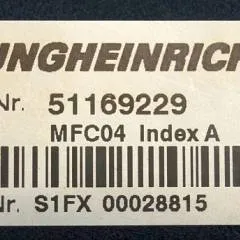 UNGHEINRICH
Nr. 51169229
MFC04 Index A
Nr. S1FX 00028815